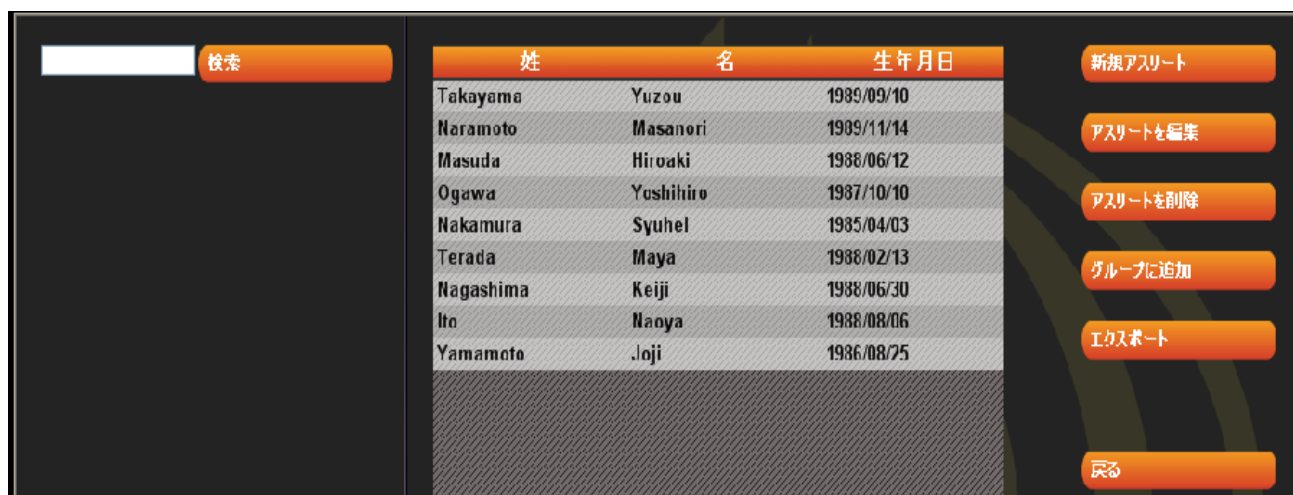 検索
姓 名 生年月日
Takayama Yuzou 1989/09/10
Naramoto Masanori 1989/11/14
Masuda Hiroaki 1988/06/12
Ogawa Yoshihiro 1987/10/10
Nakamura Syuhei 1985/04/03
Terada Maya 1988/02/13
Nagashima Keiji 1988/06/30
Ito Naoya 1988/08/06
Yamamoto Joji 1986/08/25
新規アスリート
アスリートを編集
アスリートを削除
グループに追加
エクスポート
戻る